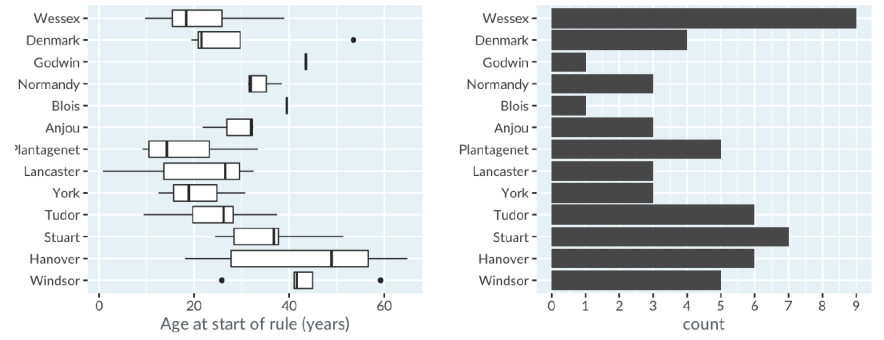 Wessex
Denmark
Godwin
Normandy
Blois
Anjou
Plantagenet
Lancaster
York
Tudor
Stuart
Hanover
Windsor
0 20 40 60
Age at start of rule (years)
Wessex
Denmark
Godwin
Normandy
Blois
Anjou
Plantagenet
Lancaster
York
Tudor
Stuart
Hanover
Windsor
0 1 2 3 4 5 6 7 8 9
count